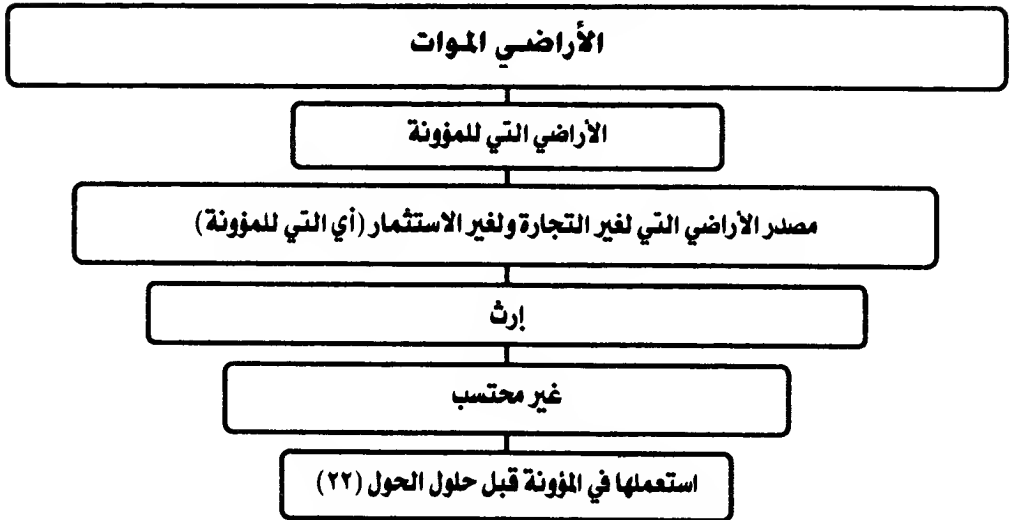 الأراضي الموات
الأراضي التي للمؤونة
مصدر الأراضي التي لغير التجارة ولغير الاستثمار (أي التي للمؤونة)
إرث
غير محتسب
استعملها في المؤونة قبل حلول الحول (٢٢)